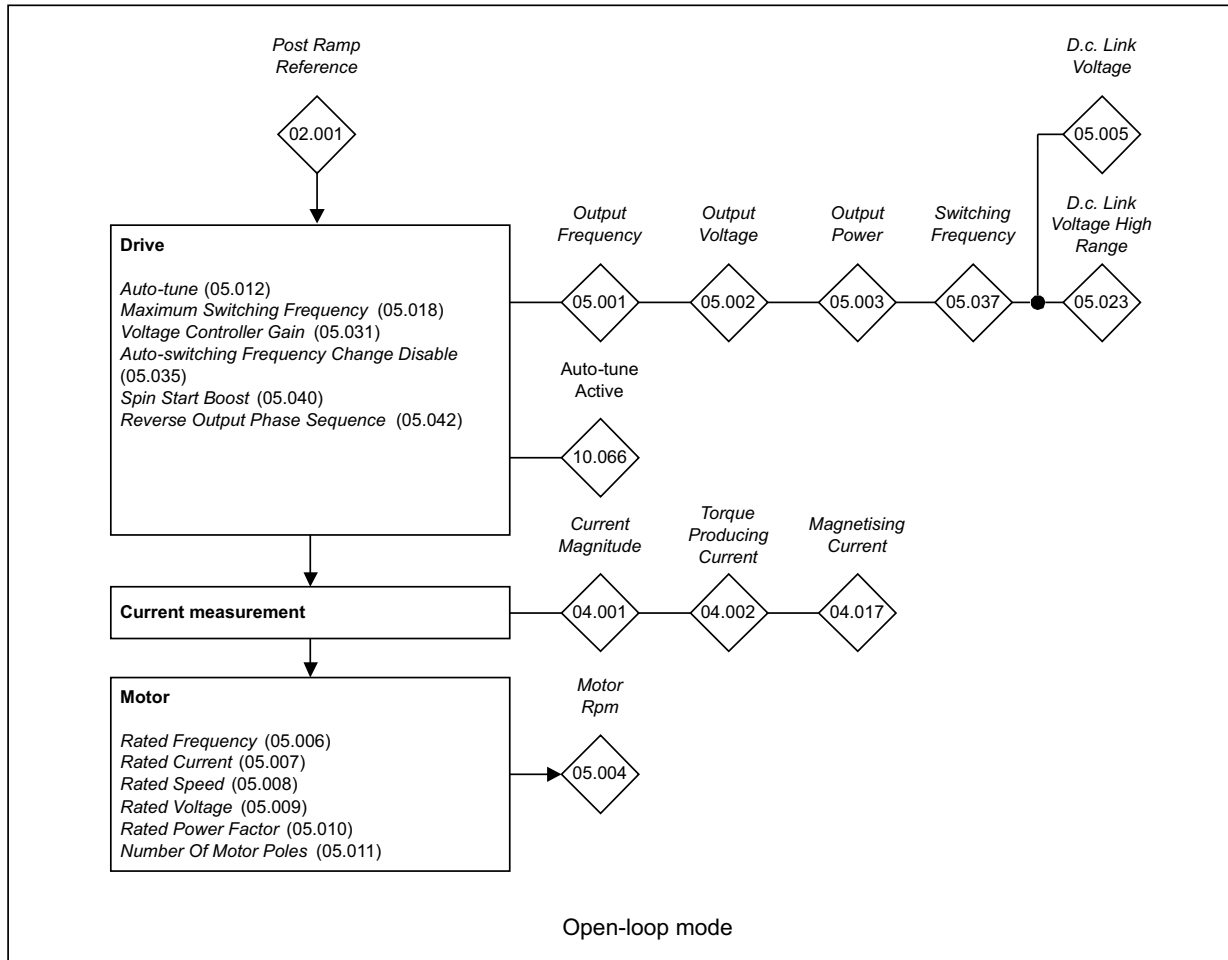 Post Ramp
Reference
02.001
D.c. Link
Voltage
05.005
Drive
Auto-tune (05.012)
Maximum Switching Frequency (05.018)
Voltage Controller Gain (05.031)
Auto-switching Frequency Change Disable
(05.035)
Spin Start Boost (05.040)
Reverse Output Phase Sequence (05.042)
Output
Frequency
05.001
Output
Voltage
05.002
Output
Power
05.003
Switching
Frequency
05.037
D.c. Link
Voltage High
Range
05.023
Auto-tune
Active
10.066
Current measurement
Current
Magnitude
04.001
Torque
Producing
Current
04.002
Magnetising
Current
04.017
Motor
Rated Frequency (05.006)
Rated Current (05.007)
Rated Speed (05.008)
Rated Voltage (05.009)
Rated Power Factor (05.010)
Number Of Motor Poles (05.011)
Motor
Rpm
05.004
Open-loop mode